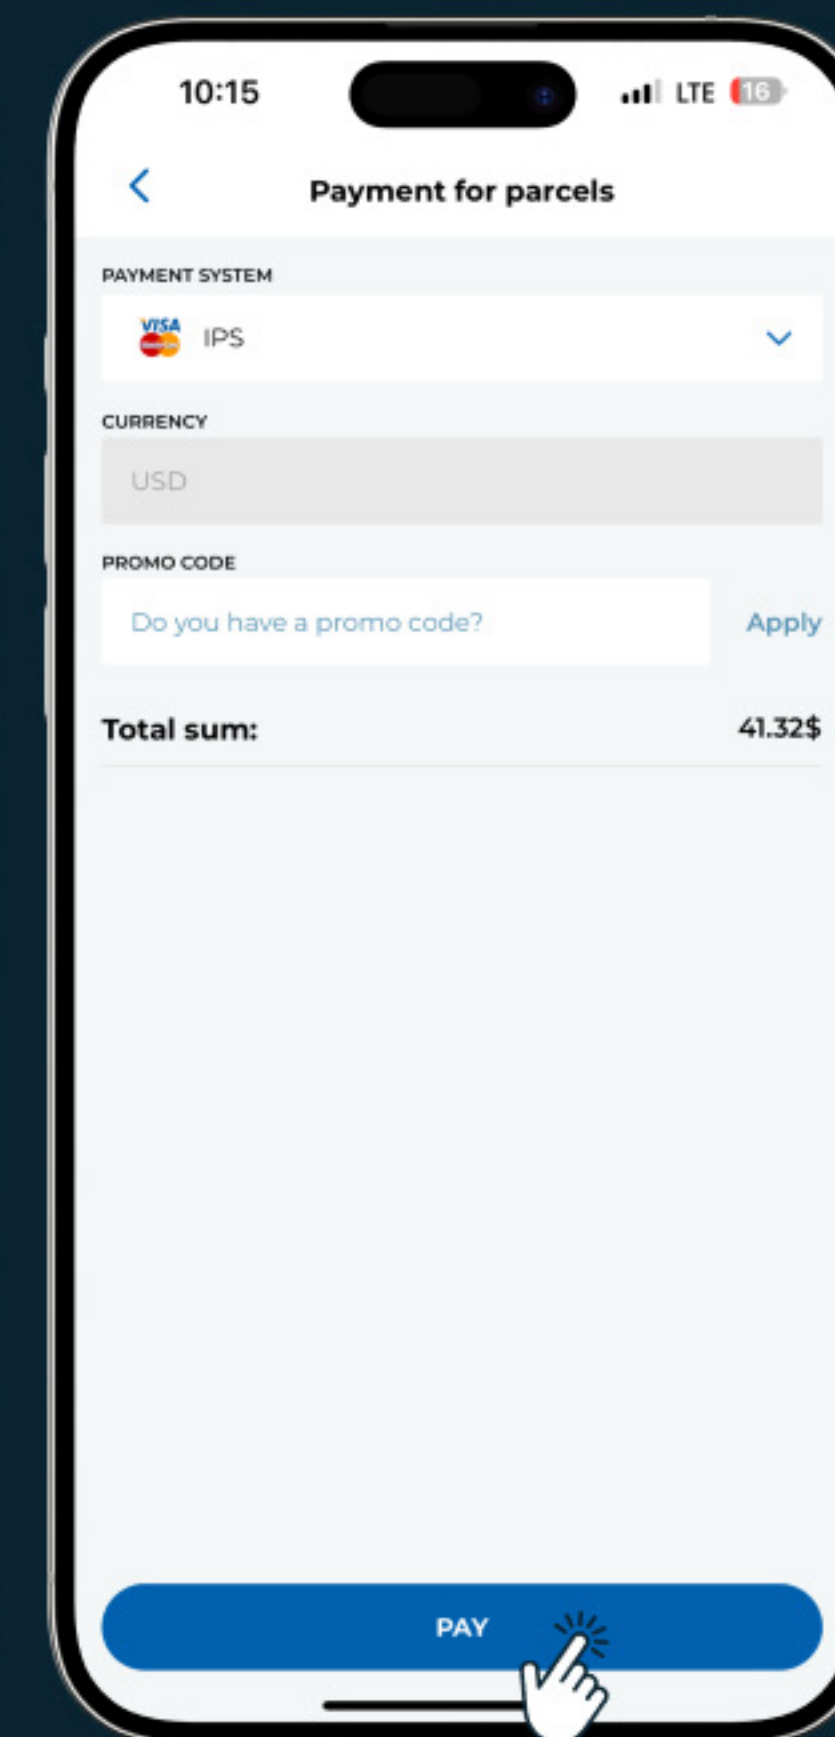 10:15 LTE 16
Payment for parcels
PAYMENT SYSTEM
VISA IPS
CURRENCY
USD
PROMO CODE
Do you have a promo code? Apply
Total sum: 41.32$
PAY